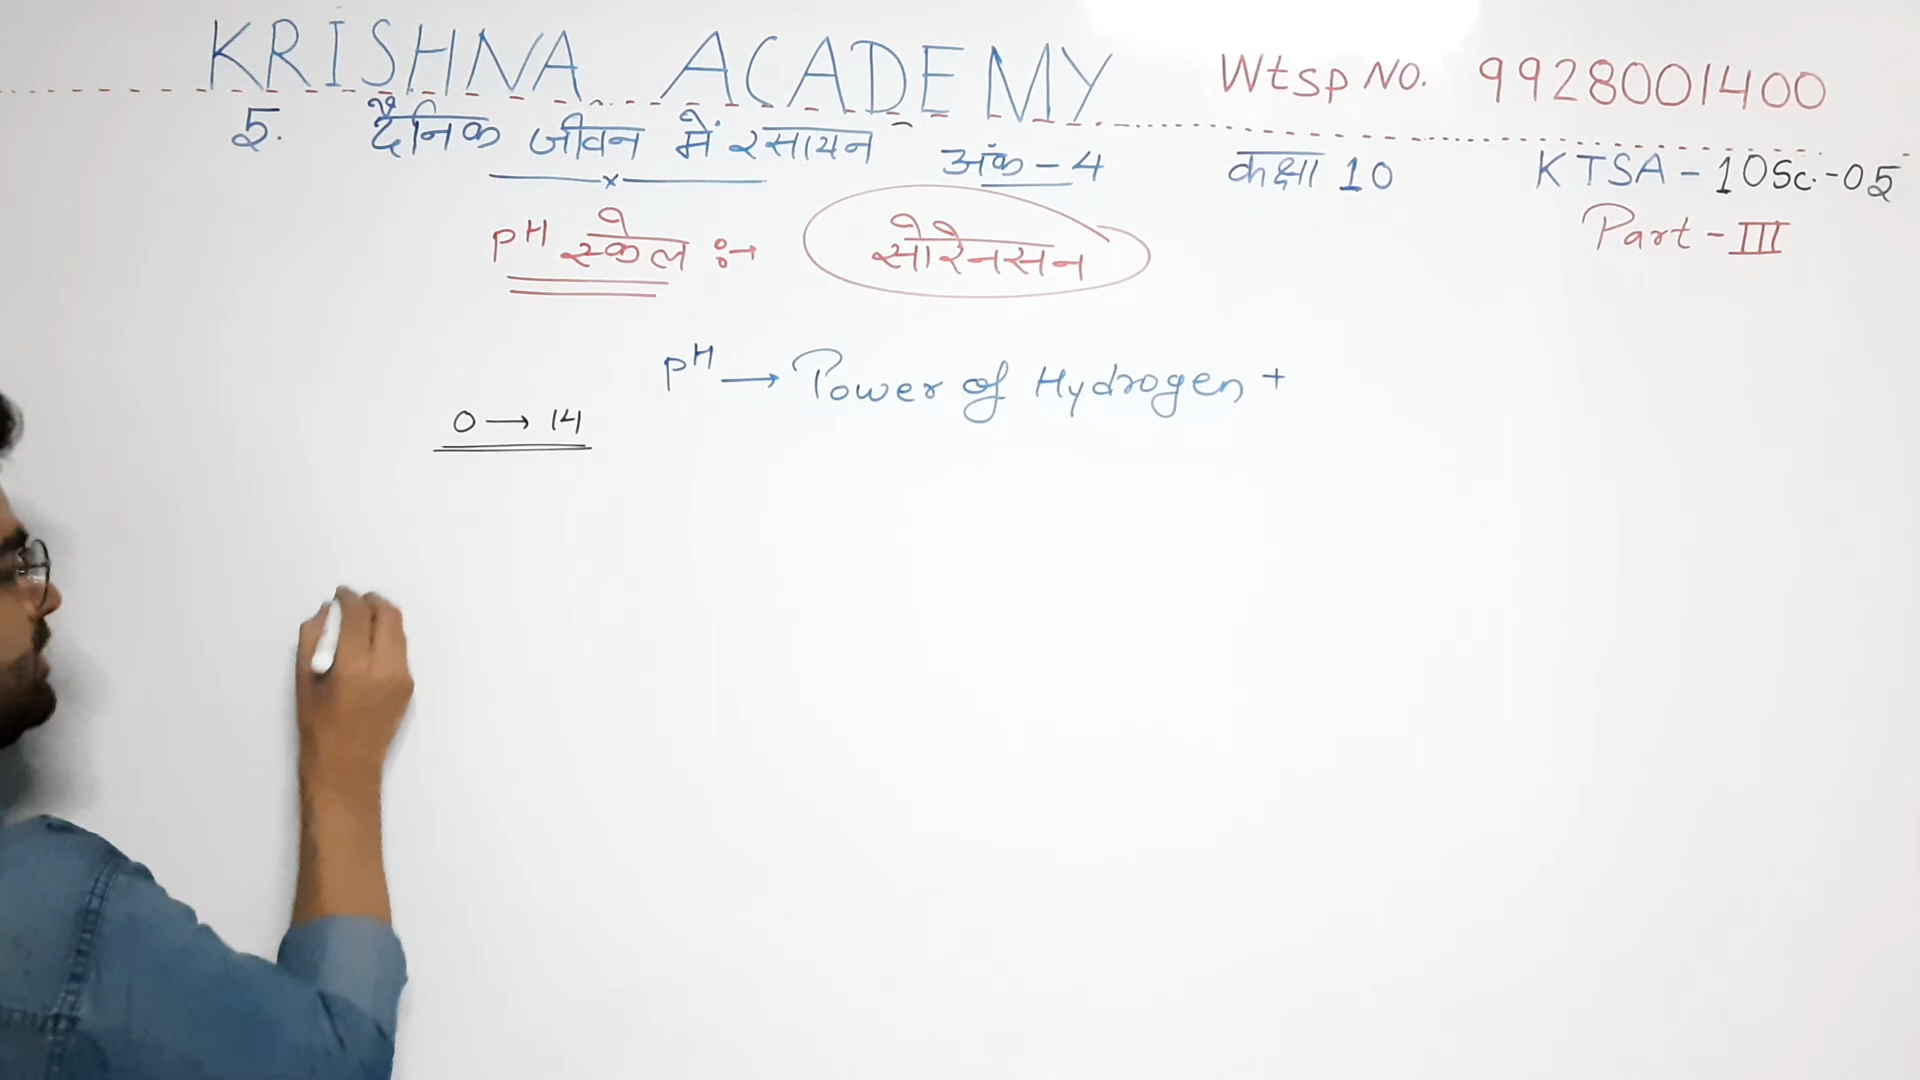 KRISHNA ACADEMY Wtsp NO. 9928001400
5. दैनिक जीवन में रसायन अंक - 4 कक्षा 10 KTSA - 10Sc. - 05
pH स्केल :→ सोरेनसन Part - III
pH → Power of Hydrogen +
0 → 14